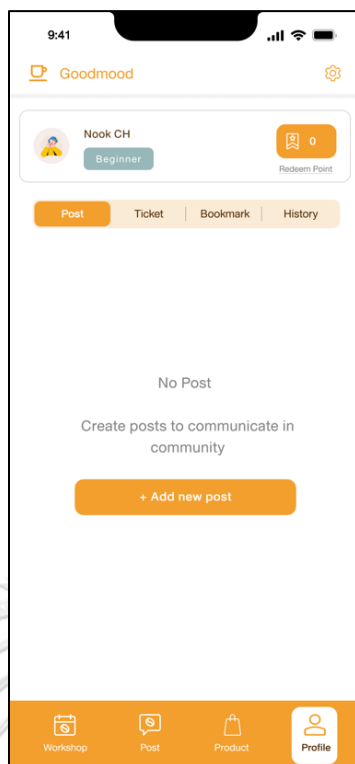 9:41
Goodmood
Nook CH
Beginner
0
Redeem Point
Post Ticket Bookmark History
No Post
Create posts to communicate in
community
+ Add new post
Workshop Post Product Profile